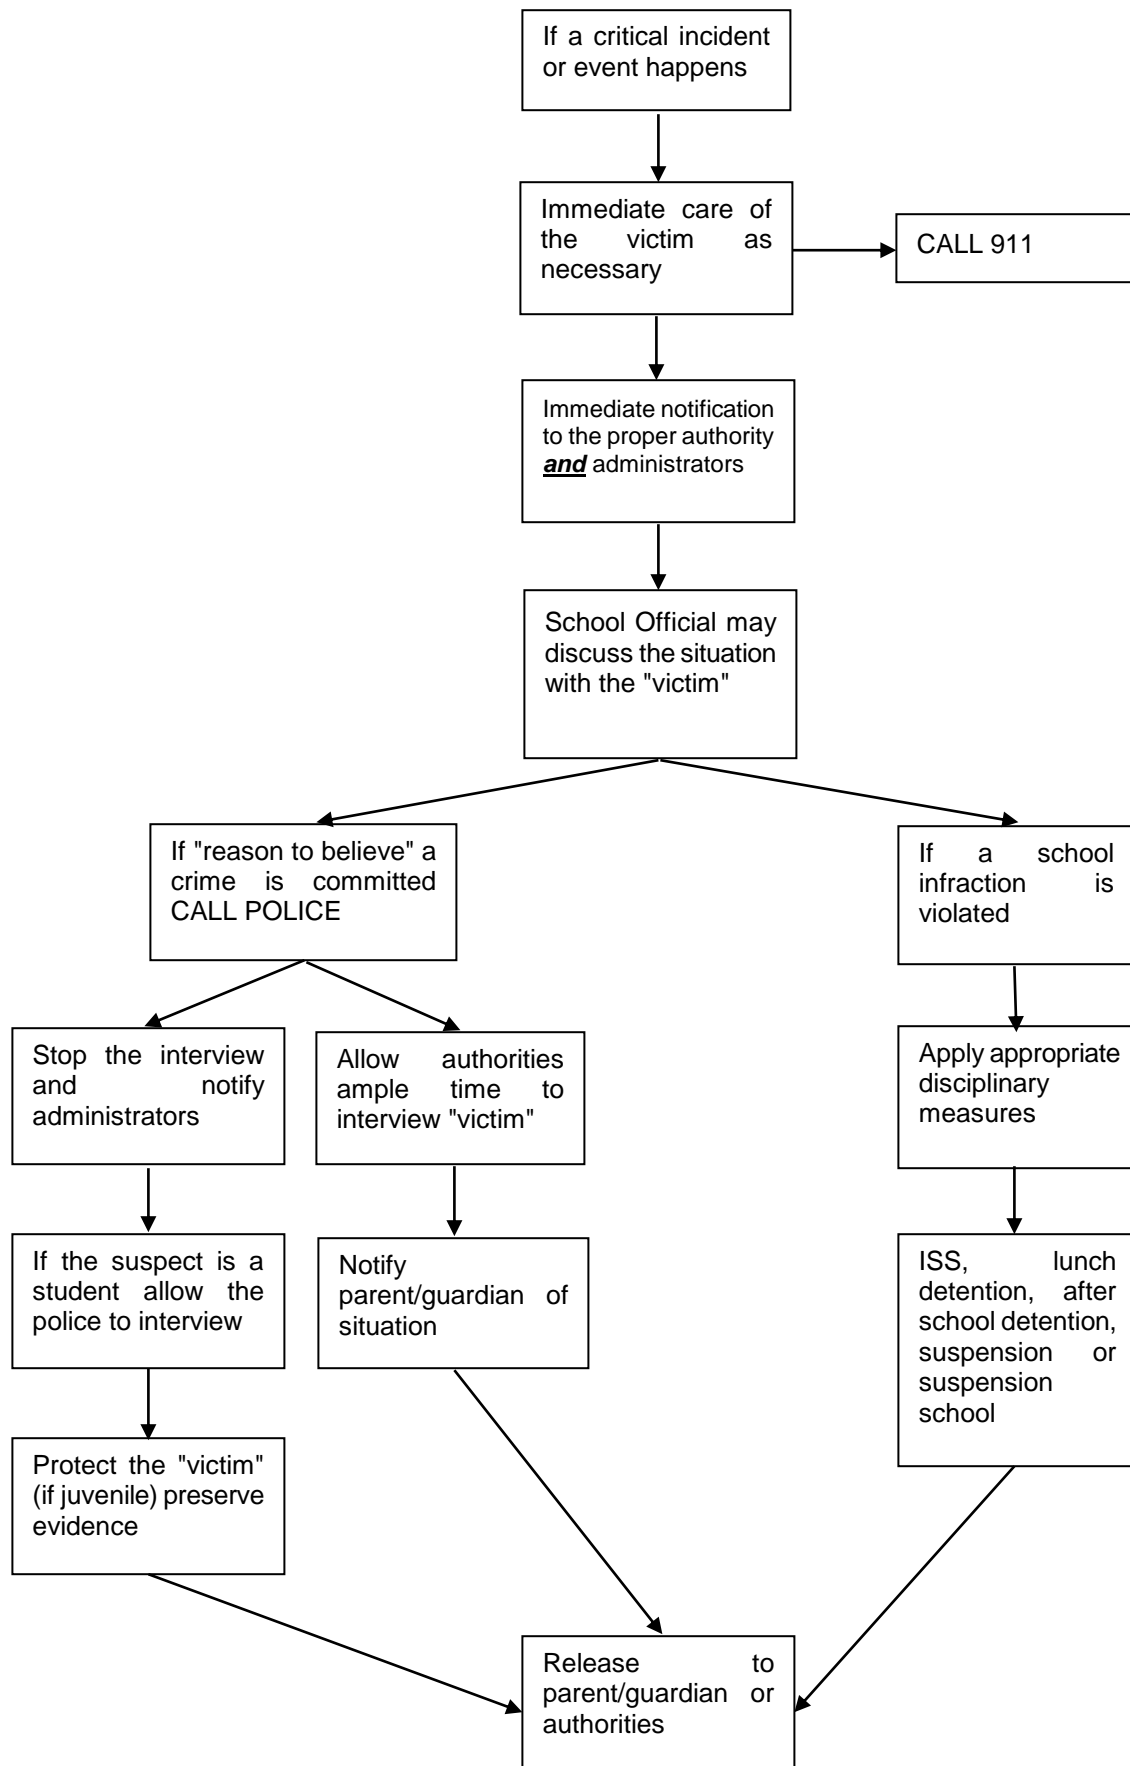 If a critical incident
or event happens
Immediate care of
the victim as
necessary
CALL 911
Immediate notification
to the proper authority
and administrators
School Official may
discuss the situation
with the "victim"
If "reason to believe" a
crime is committed
CALL POLICE
If a school
infraction is
violated
Stop the interview
and notify
administrators
Allow authorities
ample time to
interview "victim"
Apply appropriate
disciplinary
measures
If the suspect is a
student allow the
police to interview
Notify
parent/guardian of
situation
ISS, lunch
detention, after
school detention,
suspension or
suspension
school
Protect the "victim"
(if juvenile) preserve
evidence
Release to
parent/guardian or
authorities